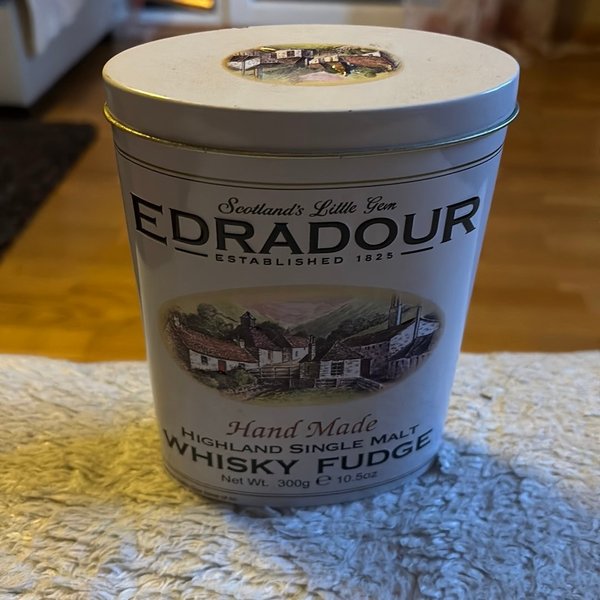 Scotland's Little Gem
EDRADOUR
ESTABLISHED 1825
Hand Made
HIGHLAND SINGLE MALT
WHISKY FUDGE
Net Wt. 300g ℮ 10.5oz